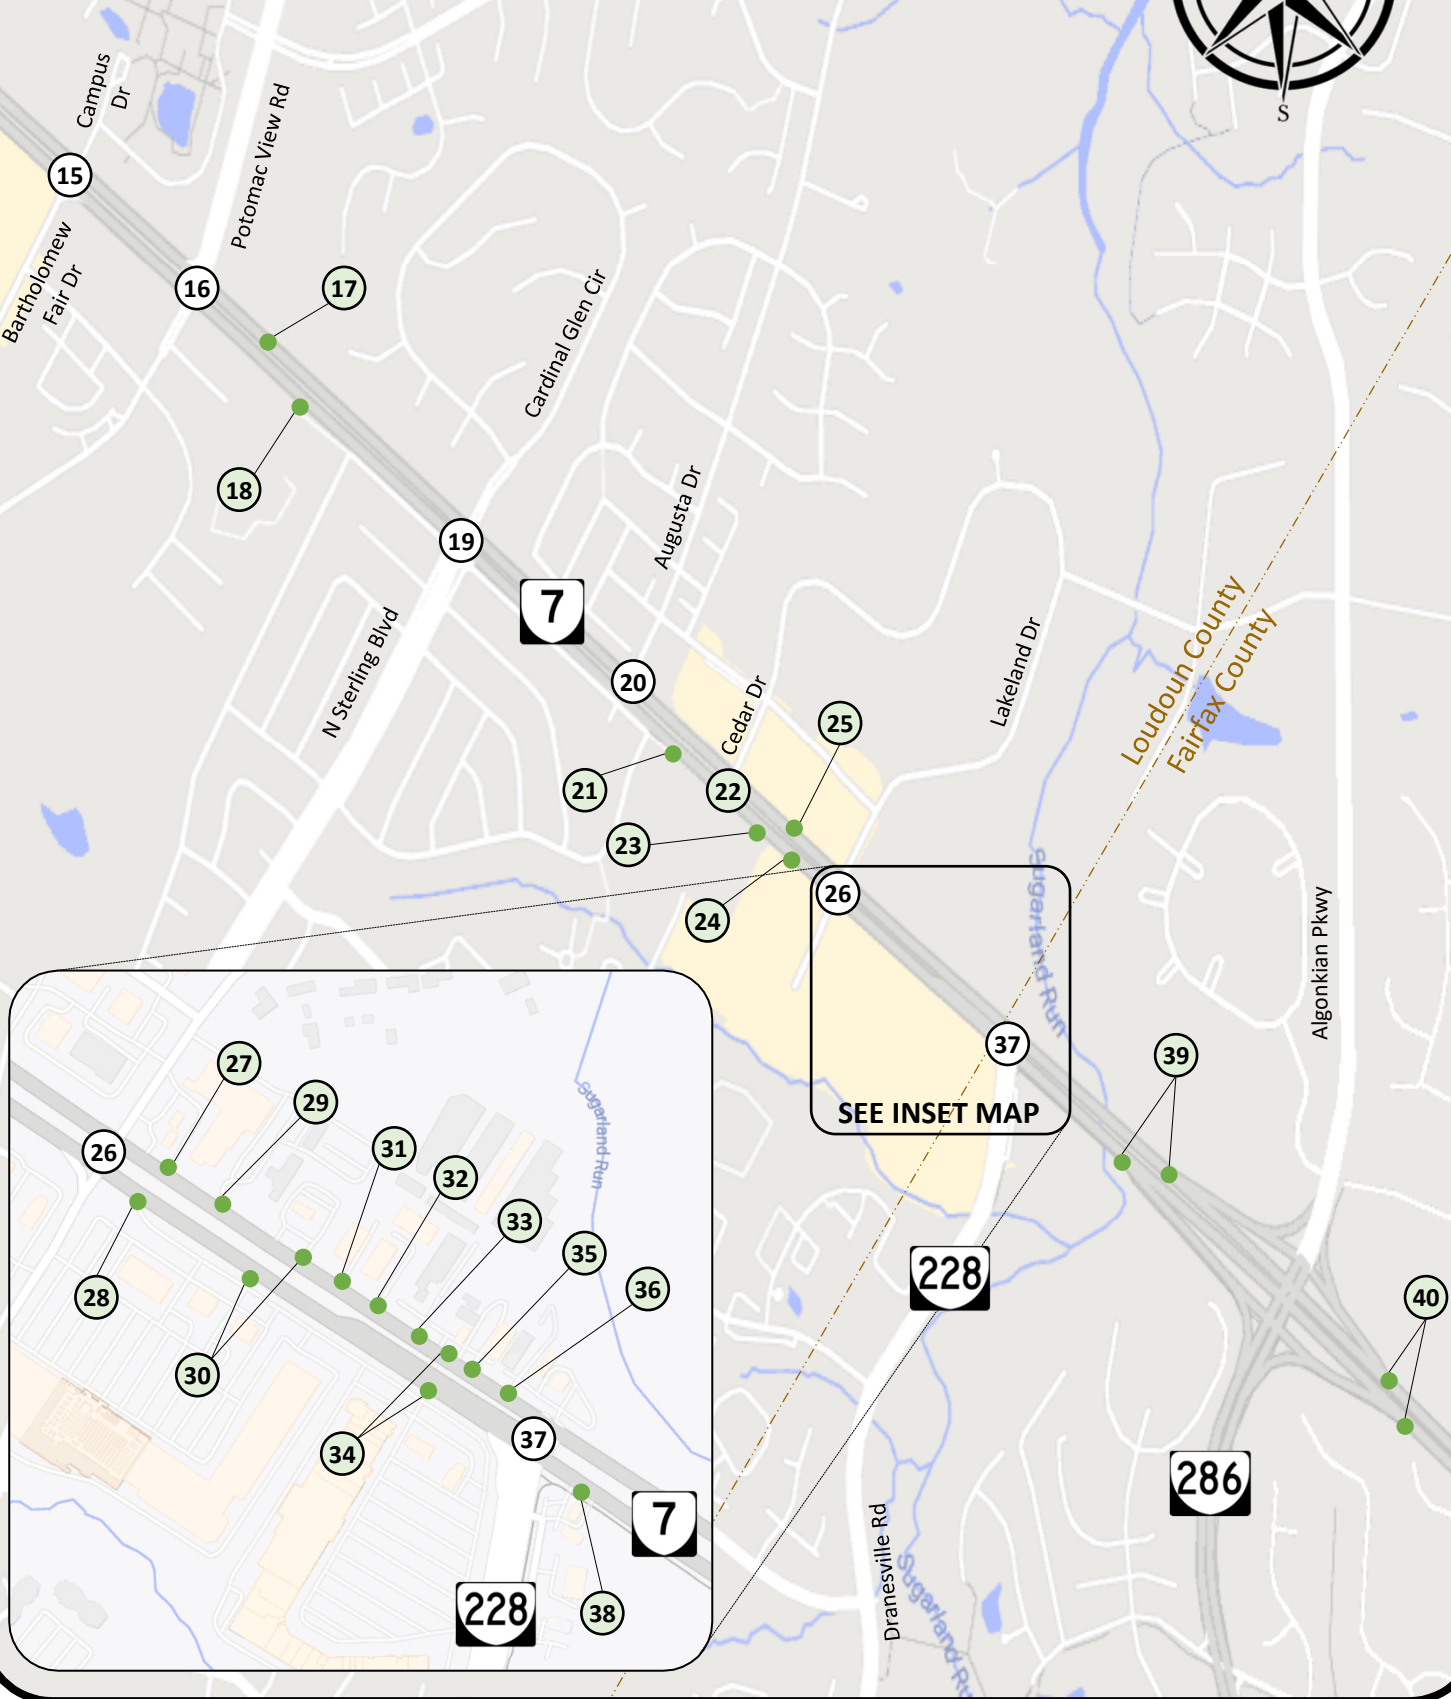 S
Campus
Dr
15
Potomac View Rd
Bartholomew
Fair Dr
16
17
Cardinal Glen Cir
18
Augusta Dr
19
7
N Sterling Blvd
20
Cedar Dr
Lakeland Dr
Loudoun County
Fairfax County
25
21
22
23
24
26
Sugarland Run
Algonkian Pkwy
37
SEE INSET MAP
39
228
40
286
Dranesville Rd
Sugarland Ru
27
29
26
31
32
Sugarland Run
33
35
36
28
30
34
37
7
228
38